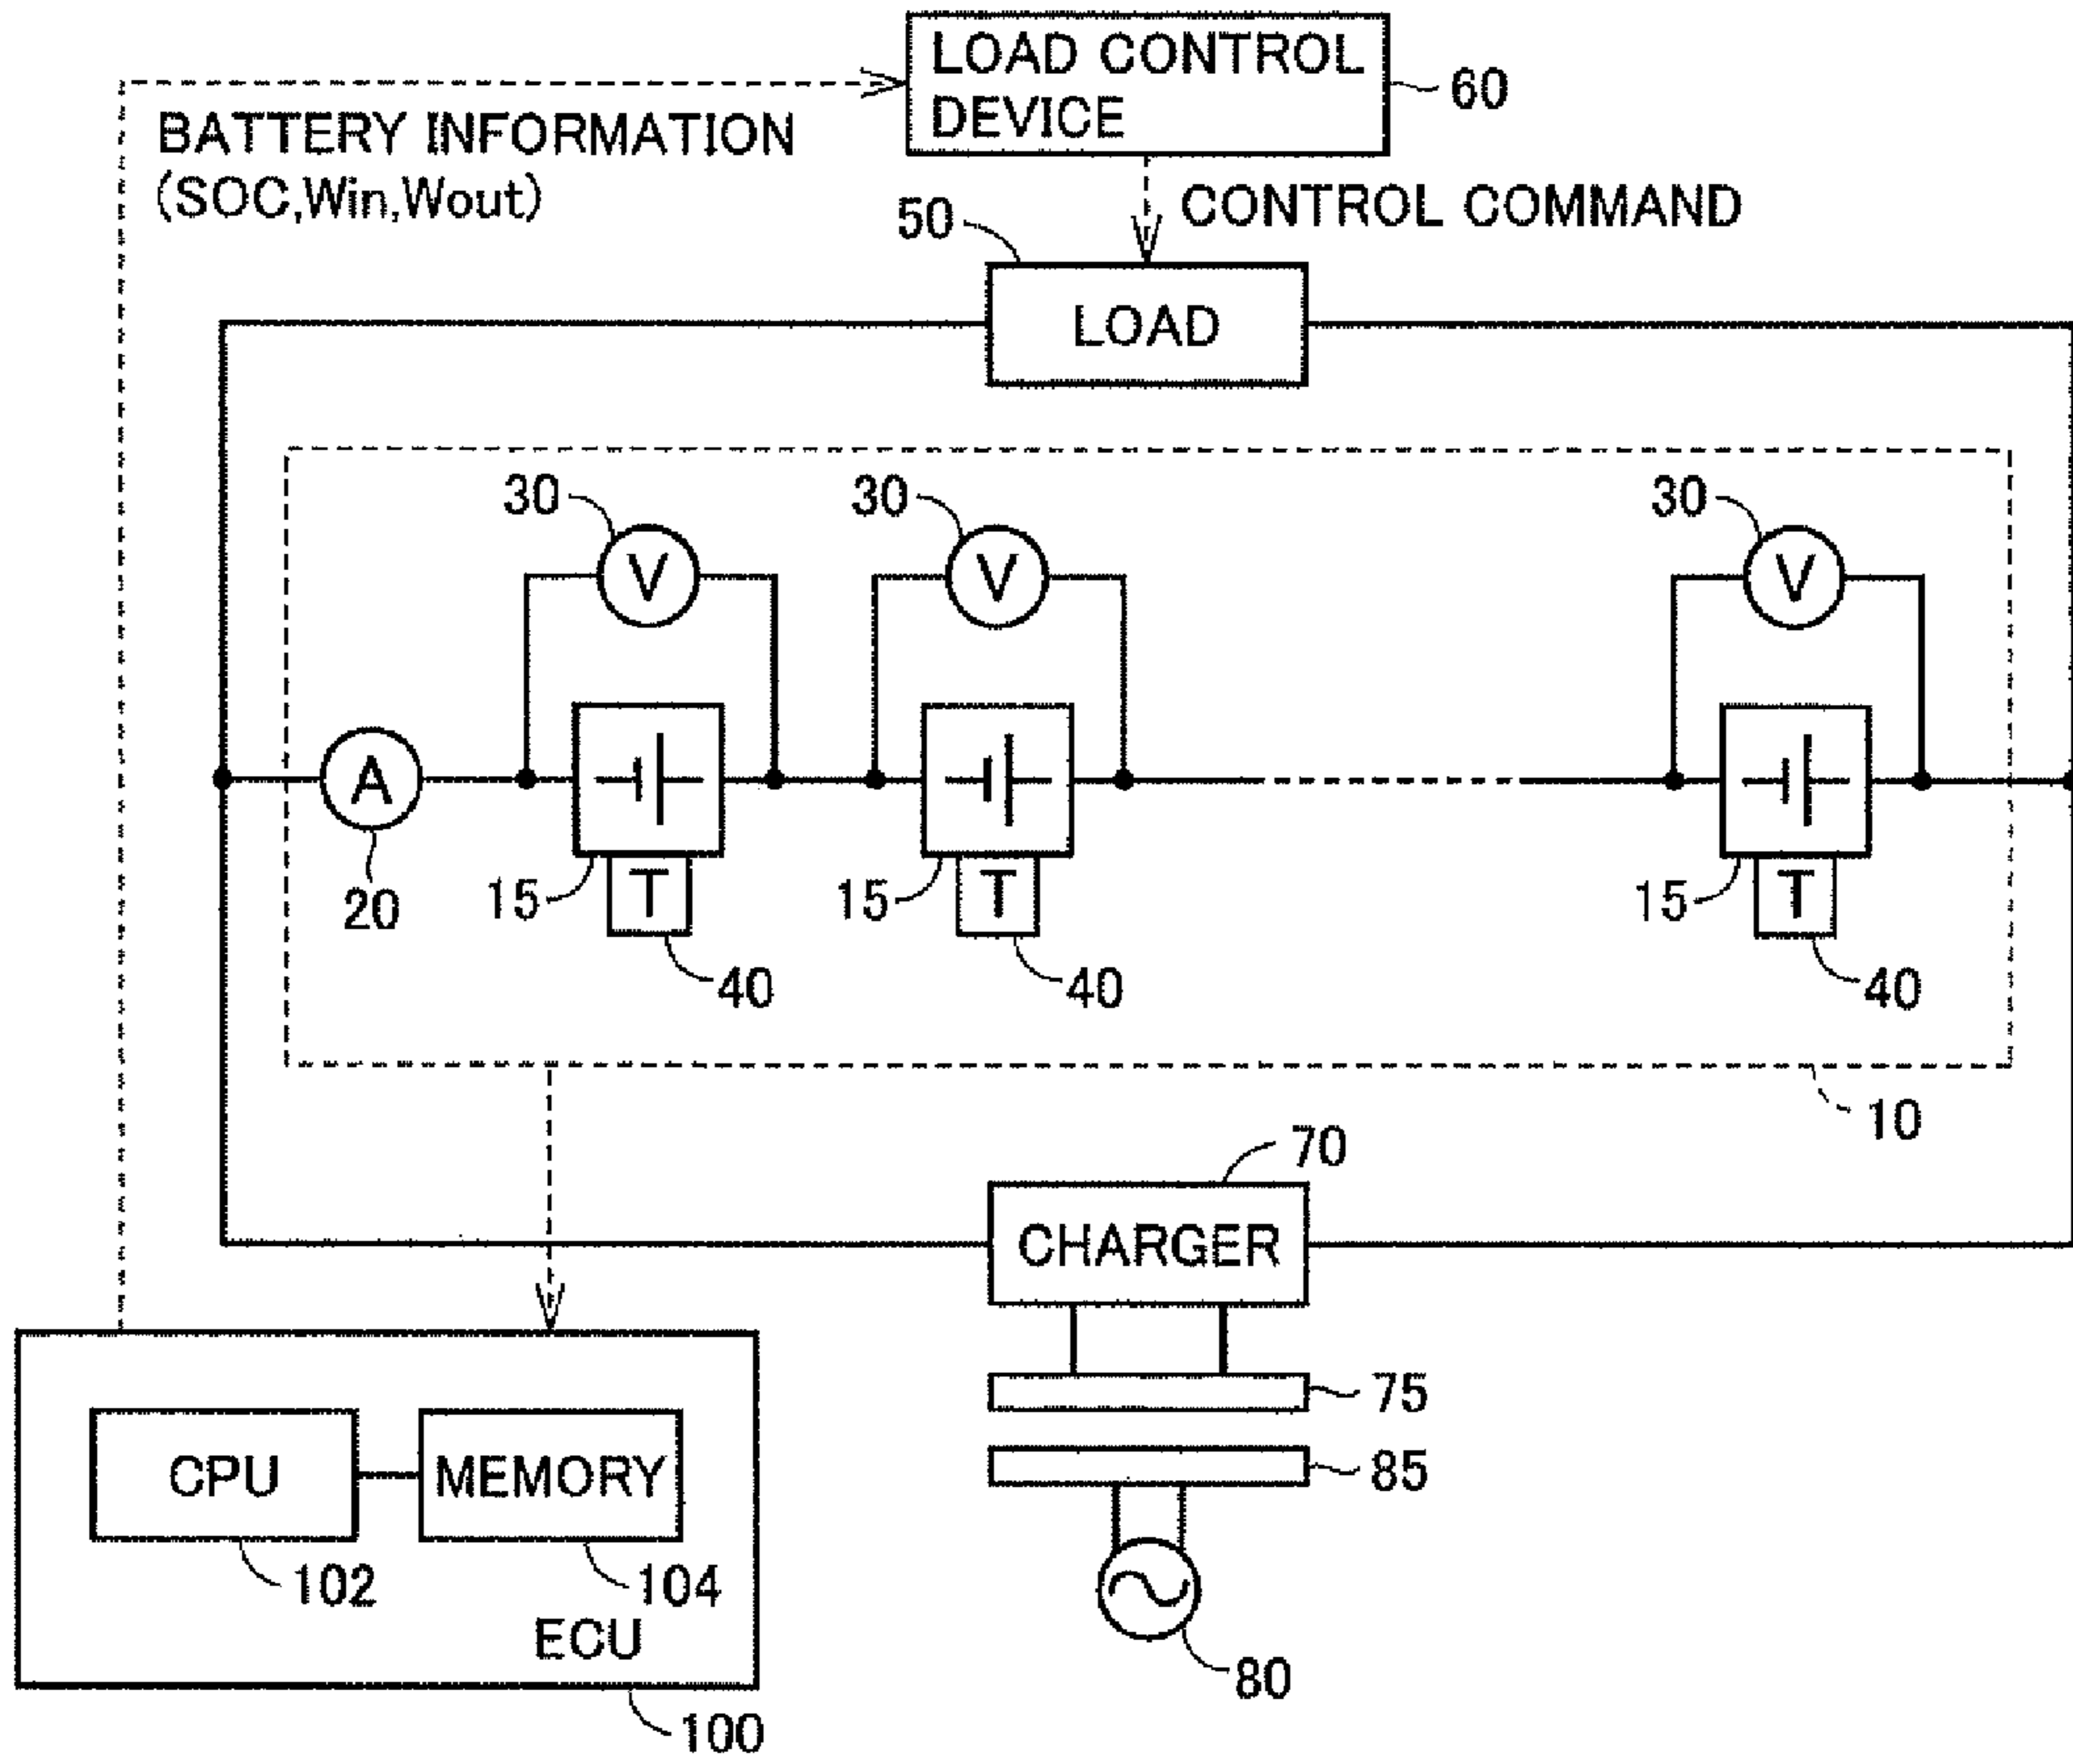 LOAD CONTROL
DEVICE
60
BATTERY INFORMATION
(SOC,Win,Wout)
CONTROL COMMAND
50
LOAD
30
30
30
V
V
V
A
20
15
T
15
T
15
T
40
40
40
10
70
CHARGER
75
85
CPU
MEMORY
102
104
ECU
80
100